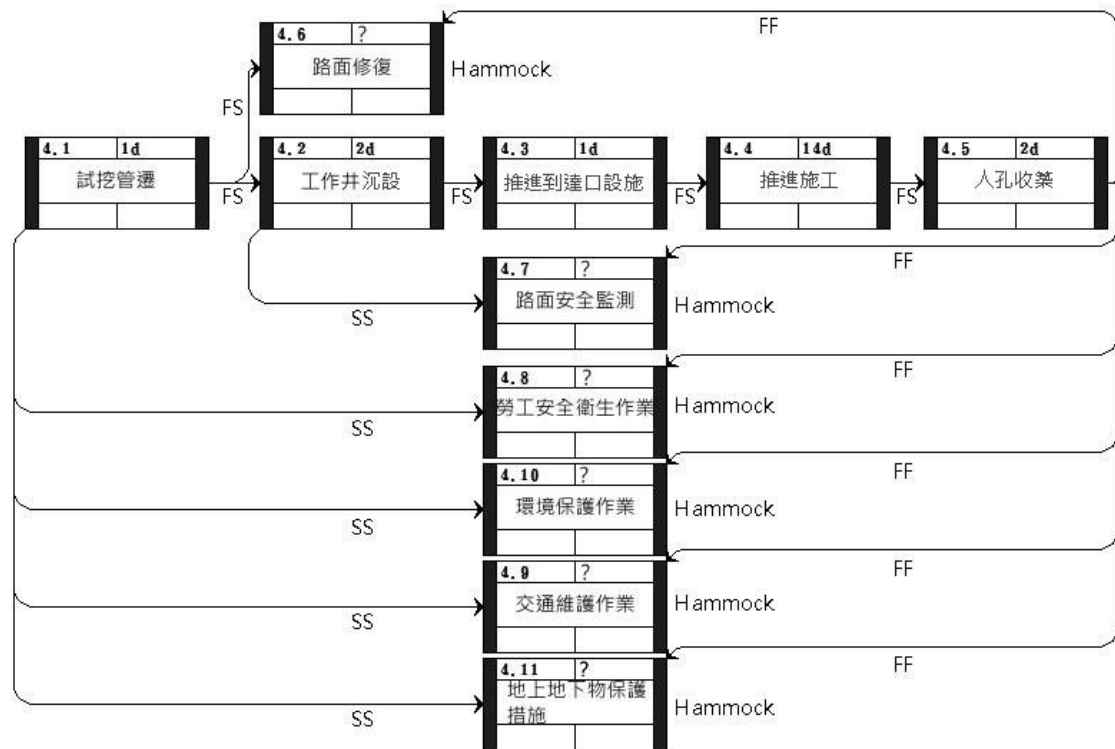 FF
4.6 ?
路面修復
Hammock
FS
4.1 1d
試挖管遷
FS
4.2 2d
工作井沉設
FS
4.3 1d
推進到達口設施
FS
4.4 14d
推進施工
FS
4.5 2d
人孔收築
FF
4.7 ?
路面安全監測
Hammock
SS
FF
4.8 ?
勞工安全衛生作業
Hammock
SS
FF
4.10 ?
環境保護作業
Hammock
SS
FF
4.9 ?
交通維護作業
Hammock
SS
FF
4.11 ?
地上地下物保護
措施
Hammock
SS